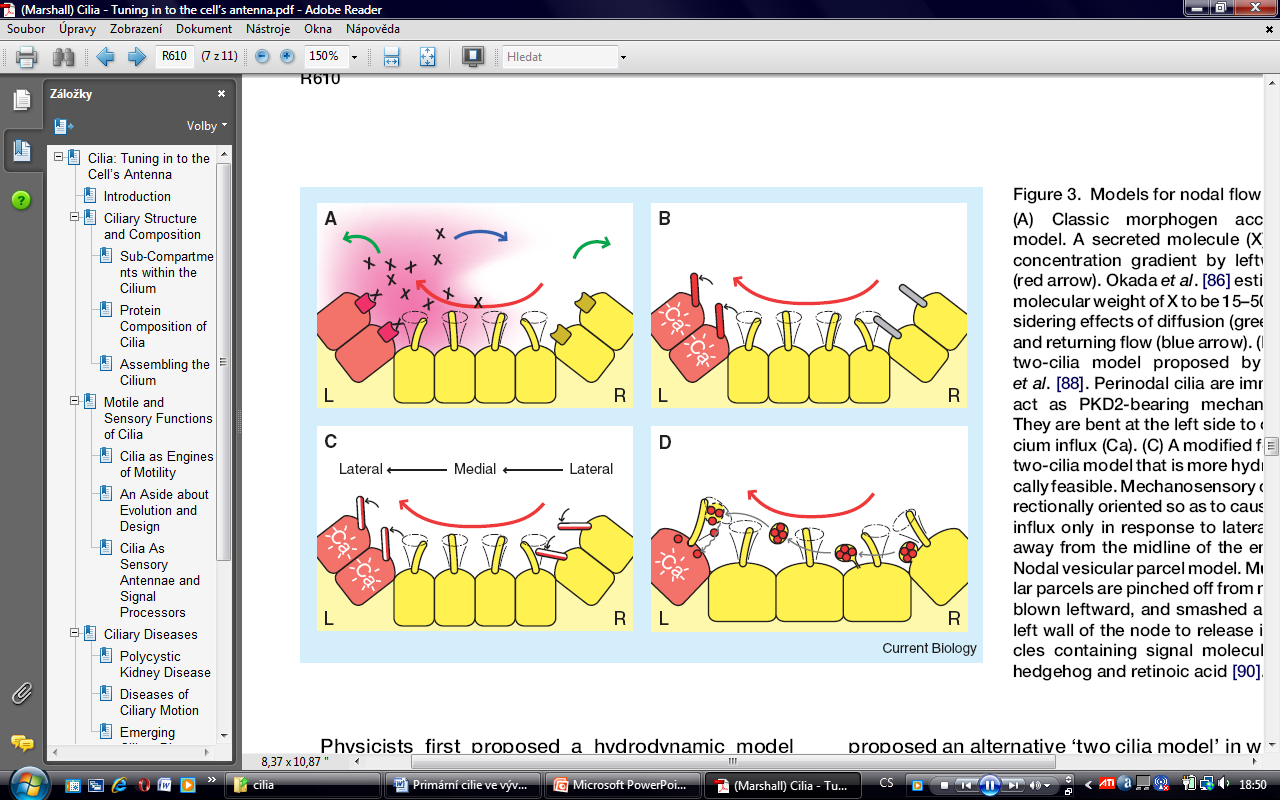 (Marshall) Cilia - Tuning in to the cell's antenna.pdf - Adobe Reader
Soubor Úpravy Zobrazení Dokument Nástroje Okna Nápověda
R610 (7 z 11) 150% Hledat
Záložky
Volby
Cilia: Tuning in to the
Cell's Antenna
Introduction
Ciliary Structure
and Composition
Sub-Compartme
nts within the
Cilium
Protein
Composition of
Cilia
Assembling the
Cilium
Motile and
Sensory Functions
of Cilia
Cilia as Engines
of Motility
An Aside about
Evolution and
Design
Cilia As
Sensory
Antennae and
Signal
Processors
Ciliary Diseases
Polycystic
Kidney Disease
Diseases of
Ciliary Motion
Emerging
R610
A
X X X X X X X X X X X X X
L R
B
Ca Ca
L R
C
Lateral Medial Lateral
Ca Ca
L R
D
Ca
L R
Current Biology
Figure 3. Models for nodal flow
(A) Classic morphogen acc
model. A secreted molecule (X)
concentration gradient by leftw
(red arrow). Okada et al. [86] esti
molecular weight of X to be 15–50
sidering effects of diffusion (gree
and returning flow (blue arrow). (
two-cilia model proposed by
et al. [88]. Perinodal cilia are imm
act as PKD2-bearing mechan
They are bent at the left side to c
cium influx (Ca). (C) A modified f
two-cilia model that is more hydr
cally feasible. Mechanosensory c
rectionally oriented so as to caus
influx only in response to latera
away from the midline of the em
Nodal vesicular parcel model. Mu
lar parcels are pinched off from m
blown leftward, and smashed a
left wall of the node to release i
cles containing signal molecul
hedgehog and retinoic acid [90].
Physicists first proposed a hydrodynamic model
proposed an alternative 'two cilia model' in w
8,37 x 10,87 "
cilia
Primární cilie ve výv...
Microsoft PowerPoi...
(Marshall) Cilia - Tu...
CS
ATI
18:50